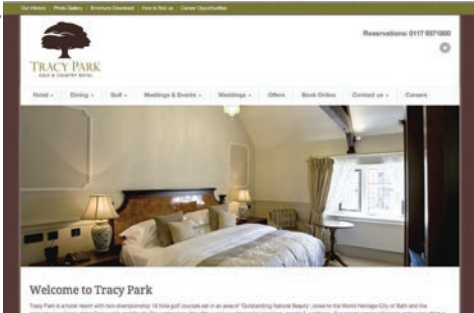 Our History | Photo Gallery | Brochure Download | How to find us | Career Opportunities
Reservations: 0117 9371800
TRACY PARK
GOLF & COUNTRY HOTEL
Hotel
Dining
Golf
Meetings & Events
Weddings
Offers
Book Online
Contact us
Careers
Welcome to Tracy Park
Tracy Park is a hotel resort with two championship 18 hole golf courses set in an area of 'Outstanding Natural Beauty', close to the World Heritage City of Bath and the